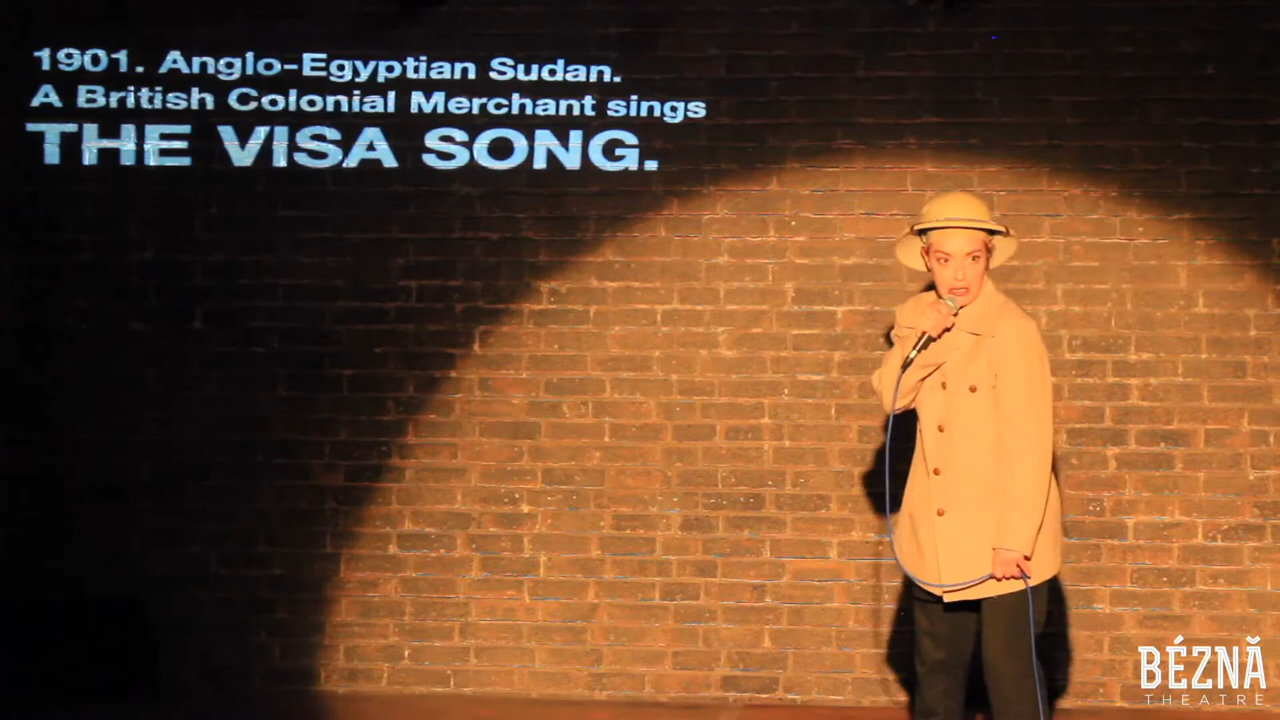 1901. Anglo-Egyptian Sudan.
A British Colonial Merchant sings
THE VISA SONG.
BÉZNĂ
THEATRE